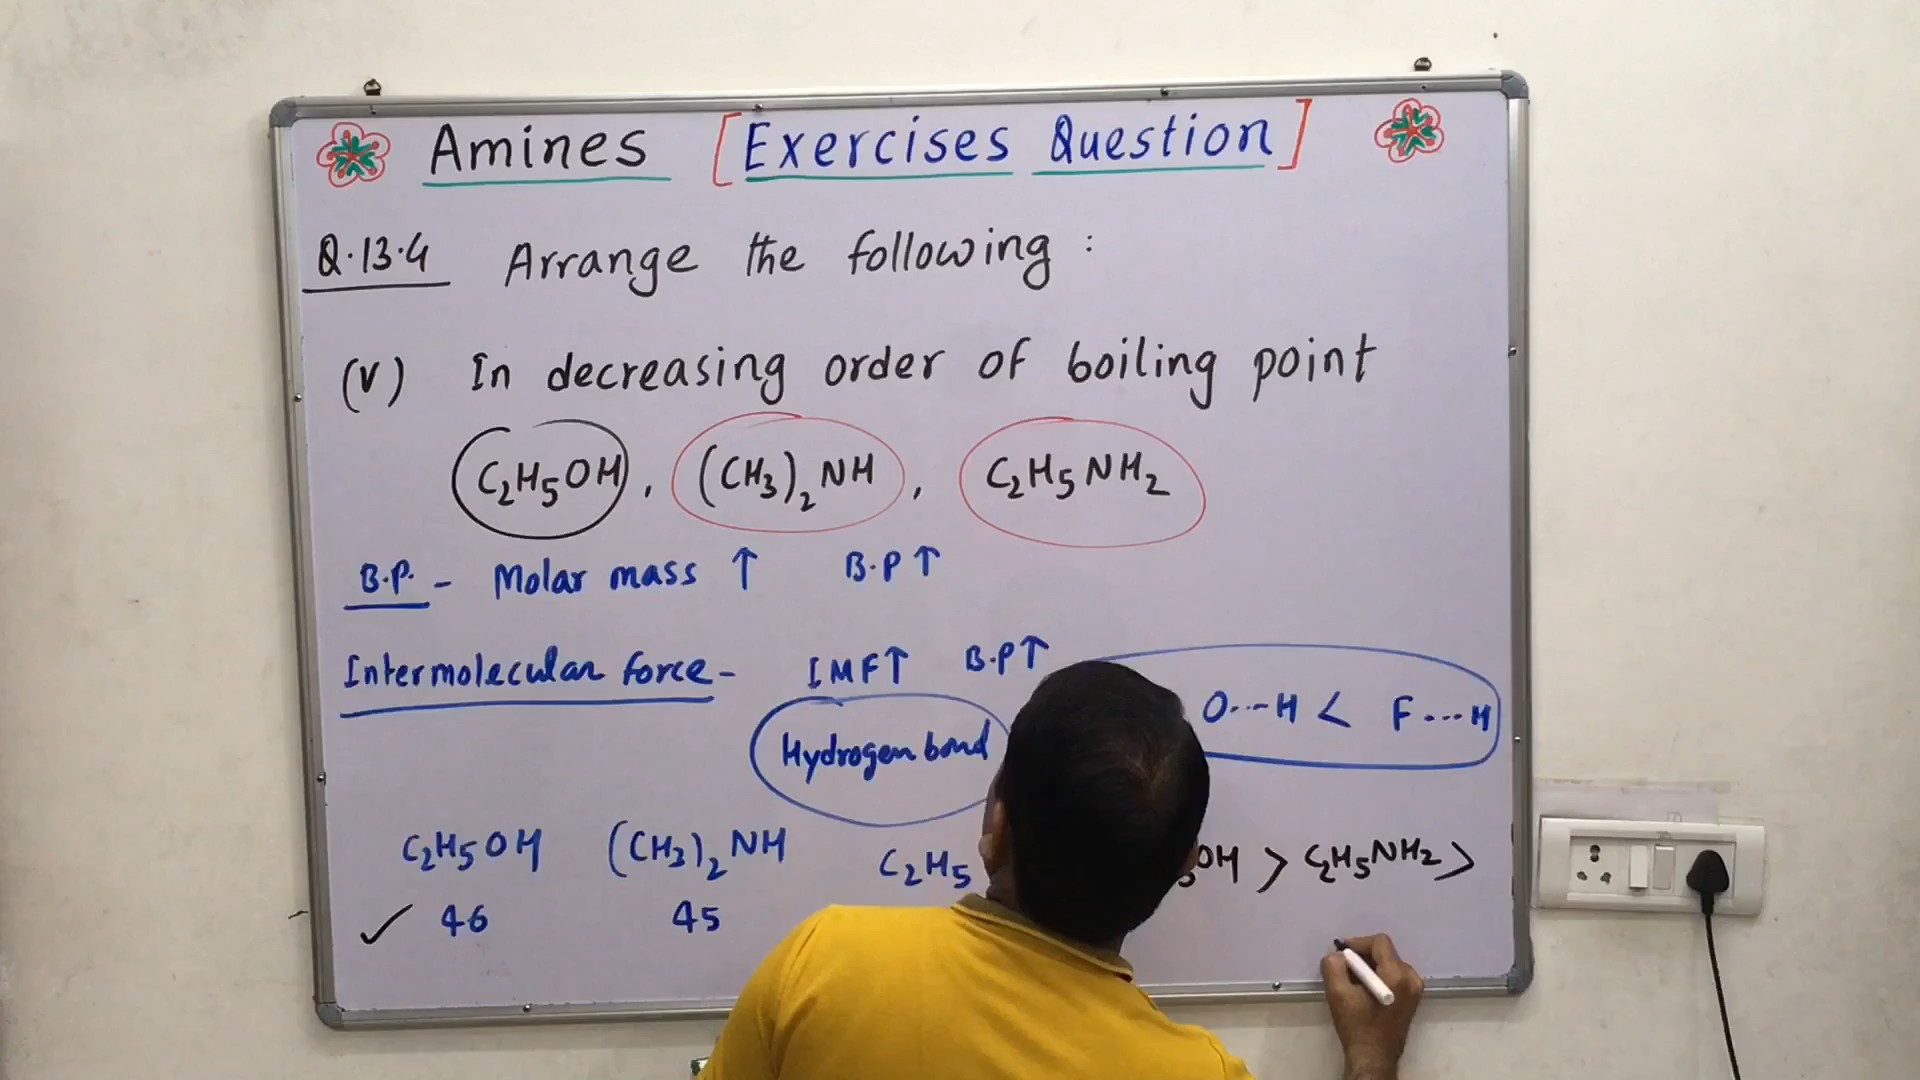 Amines [Exercises Question]
Q.13.4 Arrange the following :
(V) In decreasing order of boiling point
C₂H₅OH, (CH₃)₂NH, C₂H₅NH₂
B.P. - Molar mass ↑ B.P ↑
Intermolecular force - IMF↑ B.P↑
O---H < F---H
Hydrogen bond
C₂H₅OH (CH₃)₂NH C₂H₅ ₅OH > C₂H₅NH₂ >
✓ 46 45